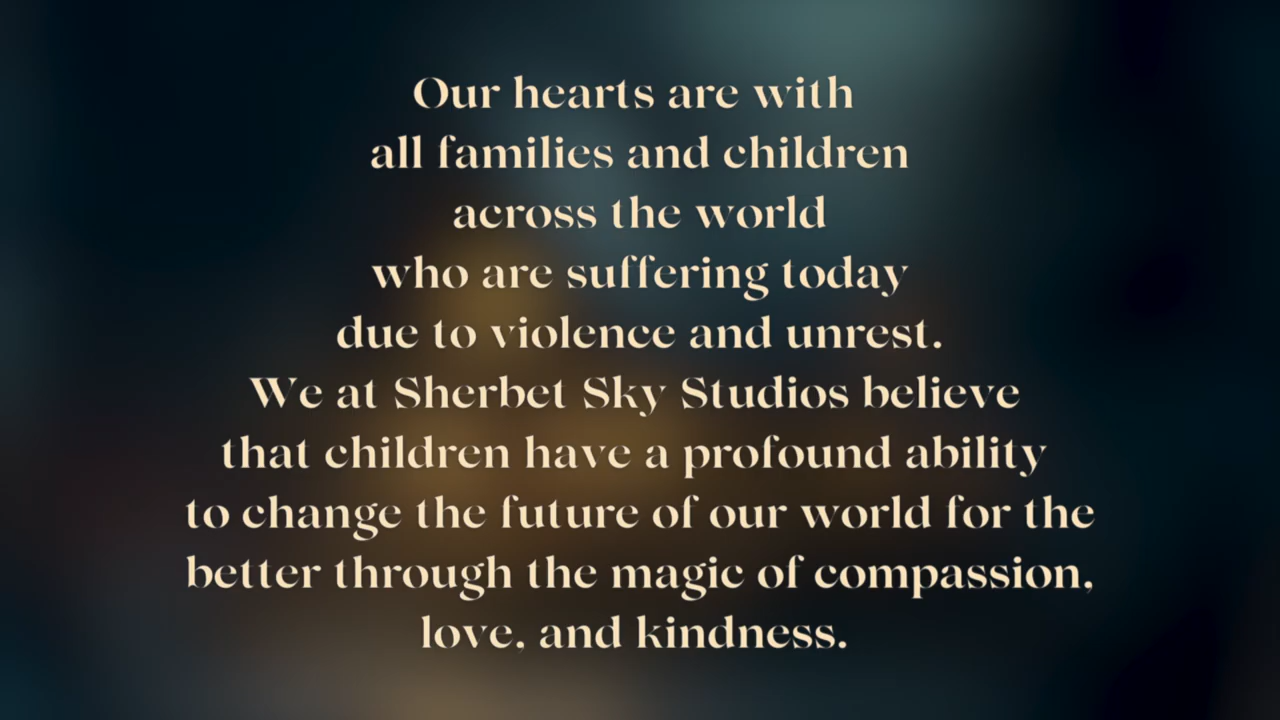 Our hearts are with
all families and children
across the world
who are suffering today
due to violence and unrest.
We at Sherbet Sky Studios believe
that children have a profound ability
to change the future of our world for the
better through the magic of compassion,
love, and kindness.